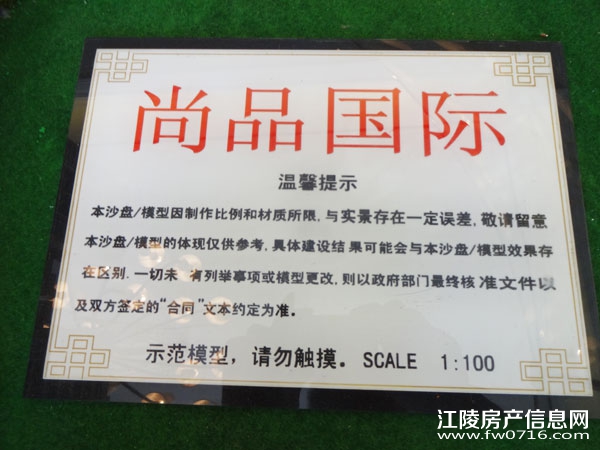 尚品国际
温馨提示
本沙盘/模型因制作比例和材质所限,与实景存在一定误差,敬请留意
本沙盘/模型的体现仅供参考,具体建设结果可能会与本沙盘/模型效果存
在区别.一切未 有列举事项或模型更改,则以政府部门最终核 准文件以
及双方签定的“合同”文本约定为准。
示范模型，请勿触摸。SCALE 1:100
江陵房产信息网
www.fw0716.com